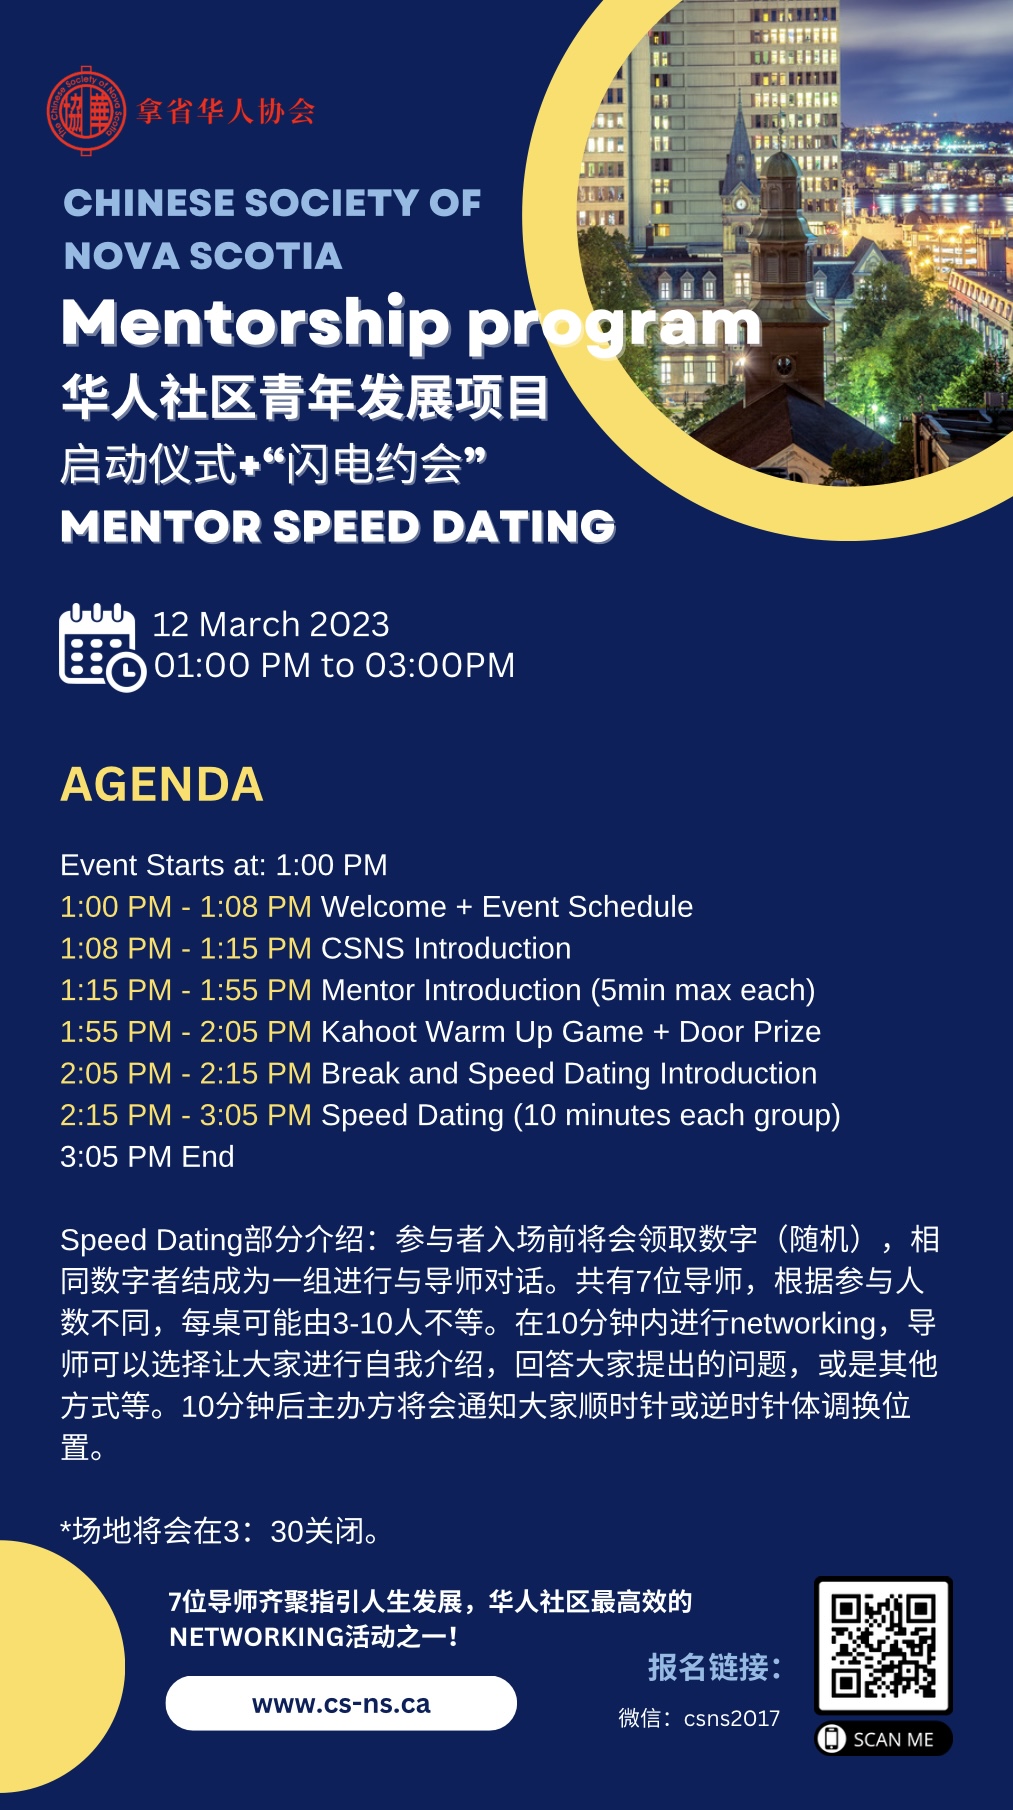 The Chinese Society of Nova Scotia
協華
拿省华人协会
CHINESE SOCIETY OF
NOVA SCOTIA
Mentorship program
华人社区青年发展项目
启动仪式+“闪电约会”
MENTOR SPEED DATING
12 March 2023
01:00 PM to 03:00PM
AGENDA
Event Starts at: 1:00 PM
1:00 PM - 1:08 PM Welcome + Event Schedule
1:08 PM - 1:15 PM CSNS Introduction
1:15 PM - 1:55 PM Mentor Introduction (5min max each)
1:55 PM - 2:05 PM Kahoot Warm Up Game + Door Prize
2:05 PM - 2:15 PM Break and Speed Dating Introduction
2:15 PM - 3:05 PM Speed Dating (10 minutes each group)
3:05 PM End
Speed Dating部分介绍：参与者入场前将会领取数字（随机），相
同数字者结成为一组进行与导师对话。共有7位导师，根据参与人
数不同，每桌可能由3-10人不等。在10分钟内进行networking，导
师可以选择让大家进行自我介绍，回答大家提出的问题，或是其他
方式等。10分钟后主办方将会通知大家顺时针或逆时针体调换位
置。
*场地将会在3：30关闭。
7位导师齐聚指引人生发展，华人社区最高效的
NETWORKING活动之一！
www.cs-ns.ca
报名链接：
微信：csns2017
SCAN ME